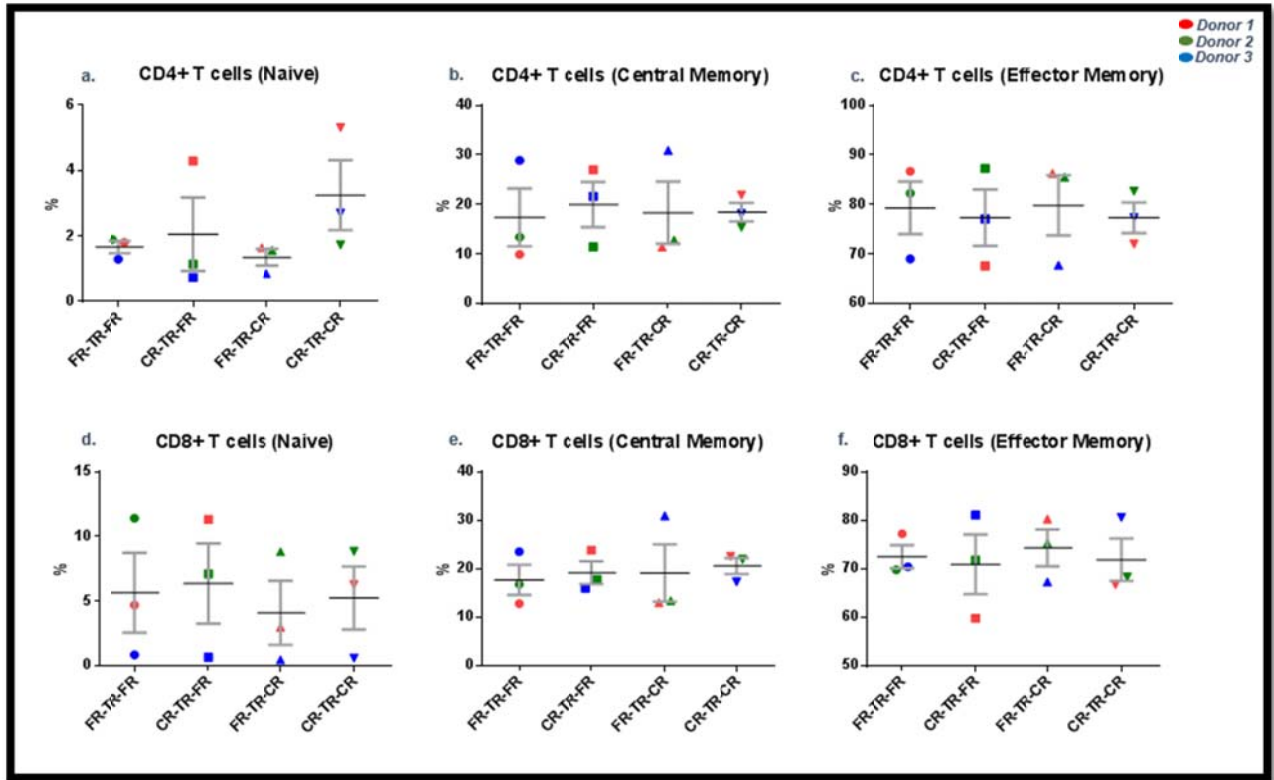 Donor 1
Donor 2
Donor 3
a. CD4+ T cells (Naive)
%
6
4
2
0
FR-TR-FR
CR-TR-FR
FR-TR-CR
CR-TR-CR
b. CD4+ T cells (Central Memory)
%
40
30
20
10
0
FR-TR-FR
CR-TR-FR
FR-TR-CR
CR-TR-CR
c. CD4+ T cells (Effector Memory)
%
100
90
80
70
60
FR-TR-FR
CR-TR-FR
FR-TR-CR
CR-TR-CR
d. CD8+ T cells (Naive)
%
15
10
5
0
FR-TR-FR
CR-TR-FR
FR-TR-CR
CR-TR-CR
e. CD8+ T cells (Central Memory)
%
40
30
20
10
0
FR-TR-FR
CR-TR-FR
FR-TR-CR
CR-TR-CR
f. CD8+ T cells (Effector Memory)
%
90
80
70
60
50
FR-TR-FR
CR-TR-FR
FR-TR-CR
CR-TR-CR